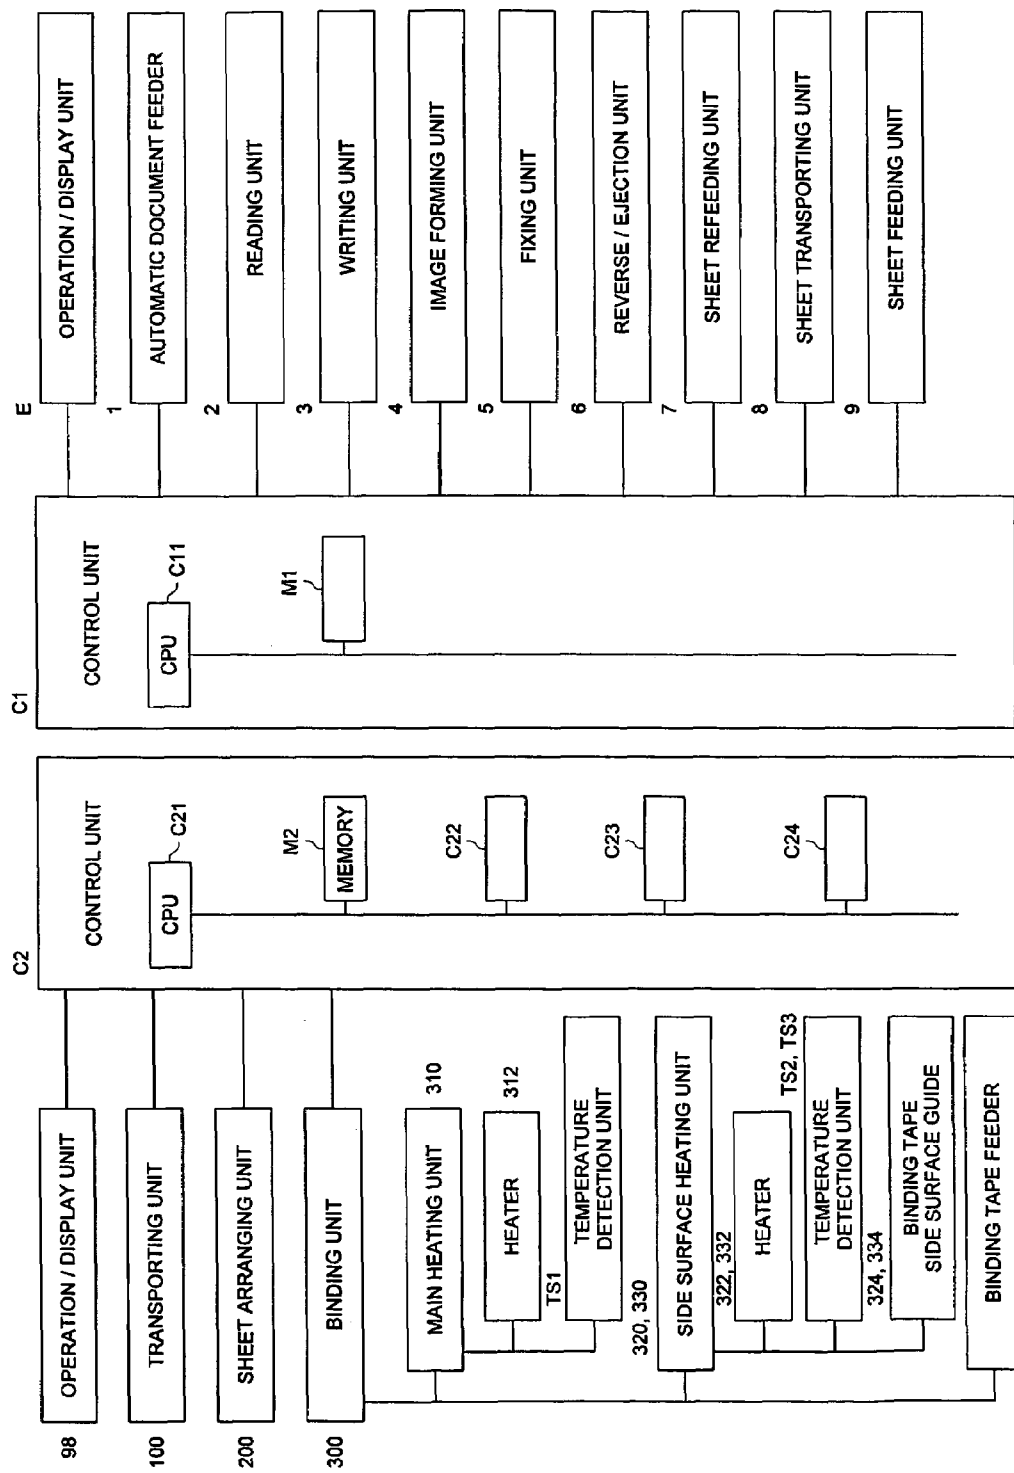 98
OPERATION / DISPLAY UNIT
100
TRANSPORTING UNIT
200
SHEET ARRANGING UNIT
300
BINDING UNIT
310
MAIN HEATING UNIT
312
HEATER
TS1
TEMPERATURE
DETECTION UNIT
320, 330
SIDE SURFACE HEATING UNIT
322, 332
HEATER
TS2, TS3
TEMPERATURE
DETECTION UNIT
324, 334
BINDING TAPE
SIDE SURFACE GUIDE
BINDING TAPE FEEDER
C2
CONTROL UNIT
CPU
C21
M2
MEMORY
C22
C23
C24
C1
CONTROL UNIT
CPU
C11
M1
E
OPERATION / DISPLAY UNIT
1
AUTOMATIC DOCUMENT FEEDER
2
READING UNIT
3
WRITING UNIT
4
IMAGE FORMING UNIT
5
FIXING UNIT
6
REVERSE / EJECTION UNIT
7
SHEET REFEEDING UNIT
8
SHEET TRANSPORTING UNIT
9
SHEET FEEDING UNIT